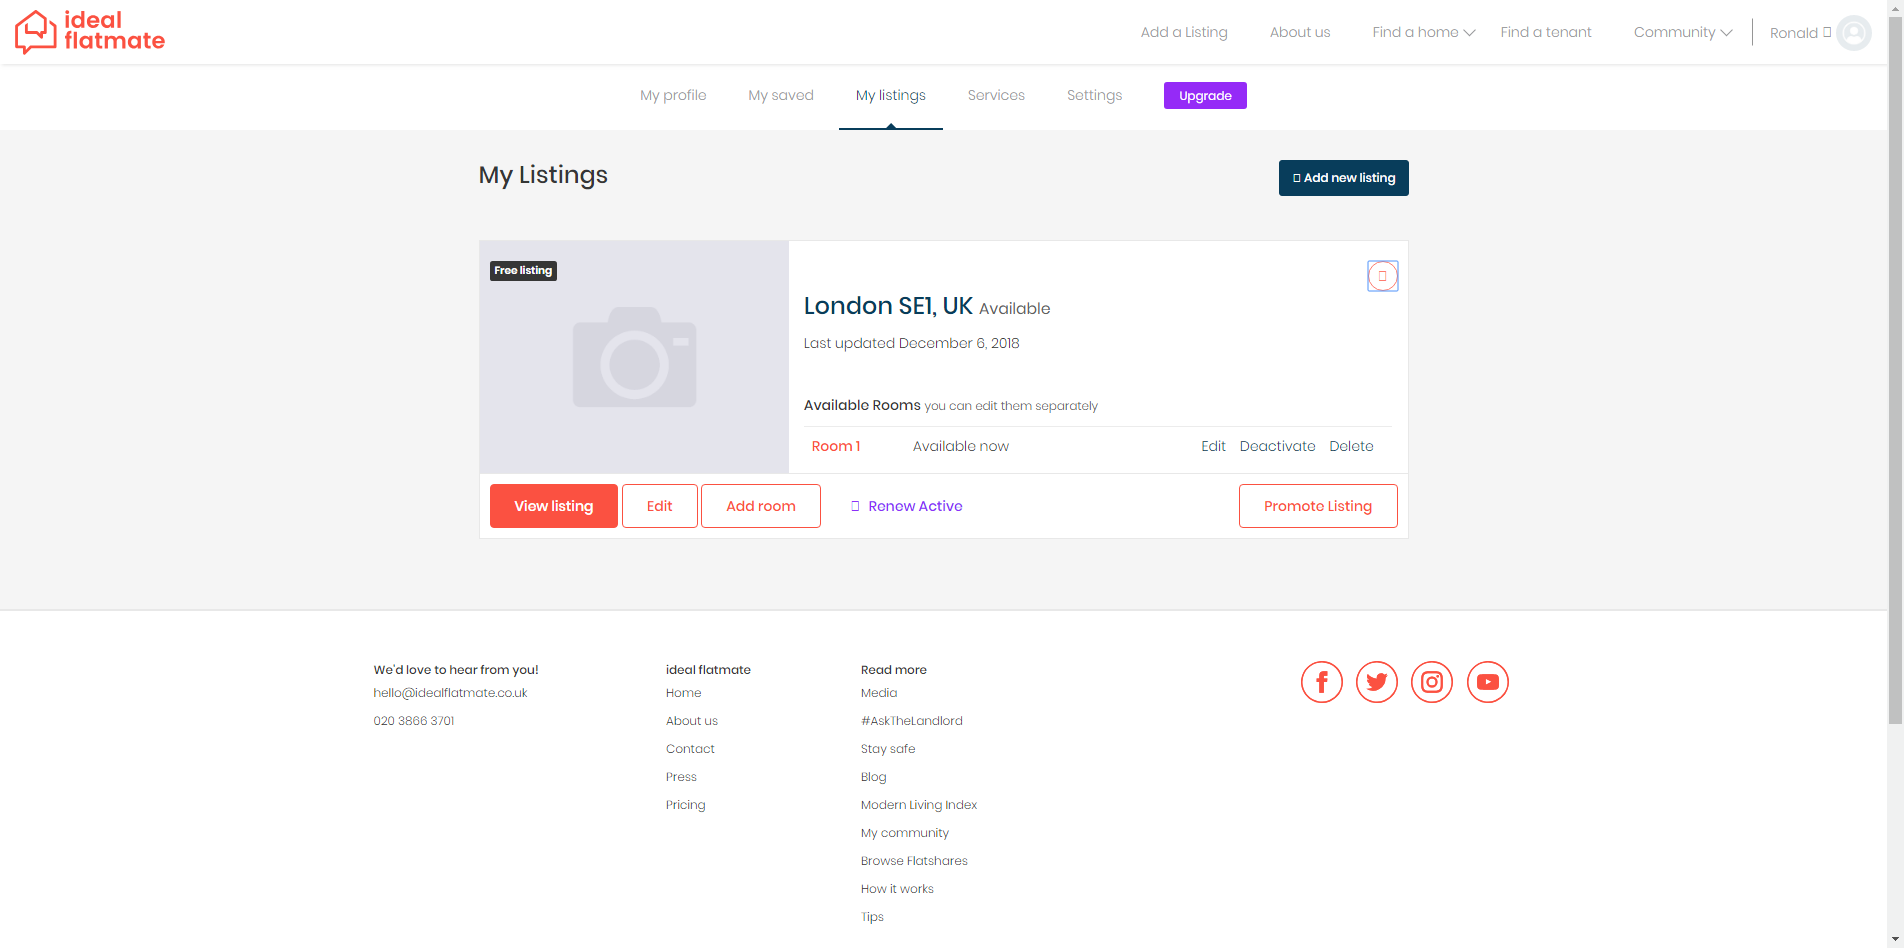 ideal
flatmate
Add a Listing About us Find a home Find a tenant Community Ronald
My profile My saved My listings Services Settings Upgrade
My Listings
Add new listing
Free listing
London SE1, UK Available
Last updated December 6, 2018
Available Rooms you can edit them separately
Room 1 Available now Edit Deactivate Delete
View listing Edit Add room Renew Active Promote Listing
We'd love to hear from you!
hello@idealflatmate.co.uk
020 3866 3701
ideal flatmate
Home
About us
Contact
Press
Pricing
Read more
Media
#AskTheLandlord
Stay safe
Blog
Modern Living Index
My community
Browse Flatshares
How it works
Tips